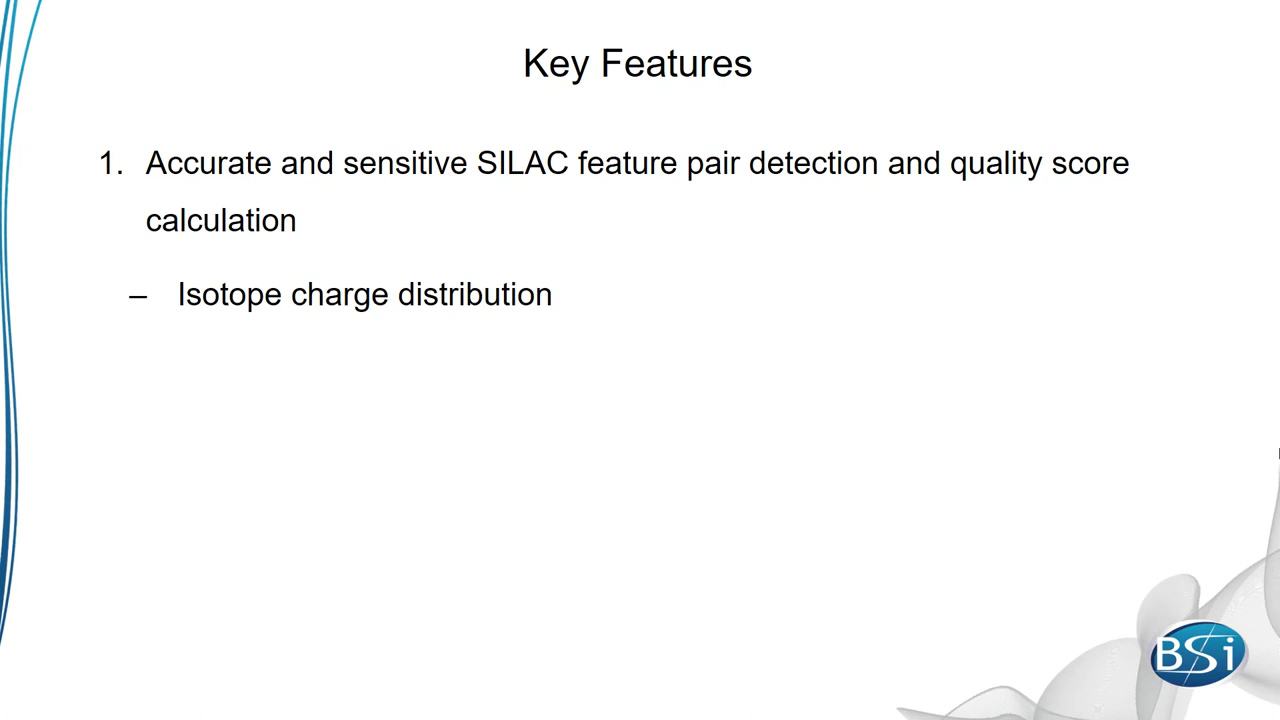 Key Features
1. Accurate and sensitive SILAC feature pair detection and quality score
calculation
– Isotope charge distribution
BSi